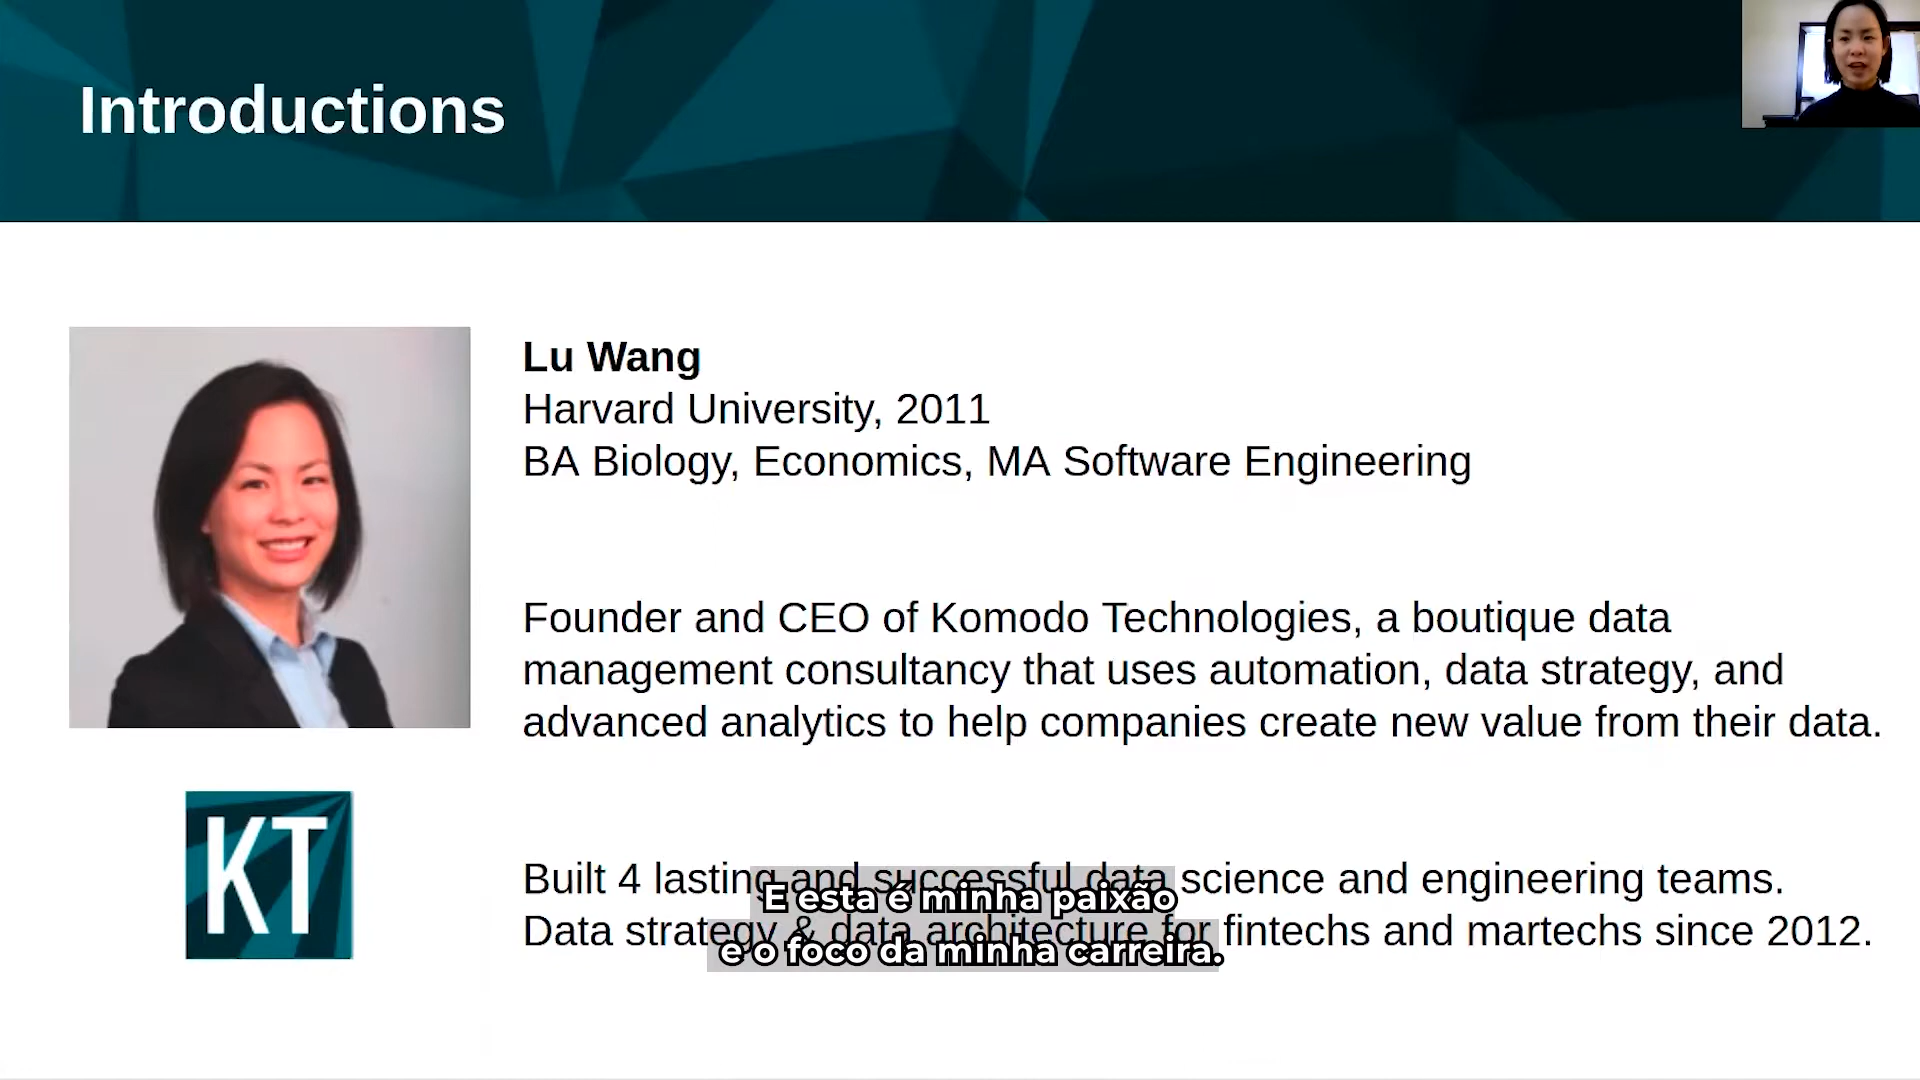 Introductions
Lu Wang
Harvard University, 2011
BA Biology, Economics, MA Software Engineering
Founder and CEO of Komodo Technologies, a boutique data
management consultancy that uses automation, data strategy, and
advanced analytics to help companies create new value from their data.
KT
Built 4 lasting and successful data science and engineering teams.
Data strategy & data architecture for fintechs and martechs since 2012.
E esta é minha paixão
e o foco da minha carreira.